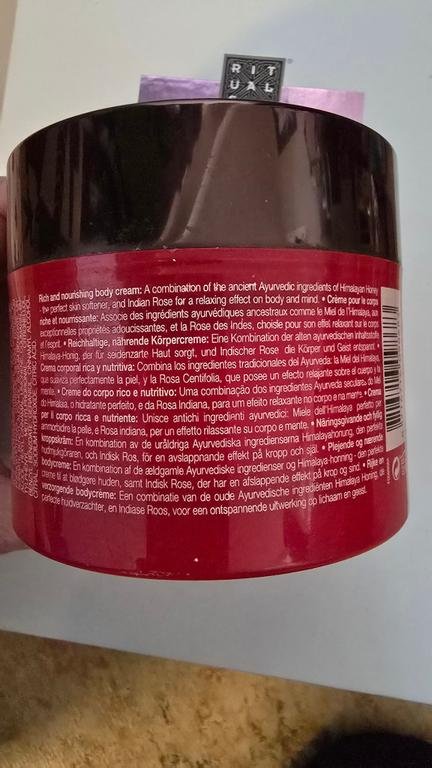 RIT
UAL
Rich and nourishing body cream: A combination of the ancient Ayurvedic ingredients of Himalayan Honey
- the perfect skin softener, and Indian Rose for a relaxing effect on body and mind. • Crème pour le corps
riche et nourrissante: Associe des ingrédients ayurvédiques ancestraux comme le Miel de l'Himalaya, aux
exceptionnelles propriétés adoucissantes, et la Rose des Indes, choisie pour son effet relaxant sur le corps
et l'esprit. • Reichhaltige, nährende Körpercreme: Eine Kombination der alten ayurvedischen Inhaltsstoffe
Himalaya-Honig, der für seidenzarte Haut sorgt, und Indischer Rose die Körper und Geist entspannt. •
Crema corporal rica y nutritiva: Combina los ingredientes tradicionales del Ayurveda: la Miel del Himalaya,
que suaviza perfectamente la piel, y la Rosa Centifolia, que posee un efecto relajante sobre el cuerpo y la
mente. • Creme do corpo rico e nutritivo: Uma combinação dos ingredientes Ayurveda seculares do Mel
do Himalaia, o hidratante perfeito, e da Rosa Indiana, para um efeito relaxante no corpo e na mente. • Crema
per il corpo ricca e nutriente: Unisce antichi ingredienti ayurvedici: Miele dell'Himalaya perfetto per
ammorbidire la pelle, e Rosa indiana, per un effetto rilassante su corpo e mente. • Näringsgivande och fyllig
kroppskräm: En kombination av de uråldriga Ayurvediska ingredienserna Himalayahonung, den perfekta
hudmjukgöraren, och Indisk Ros, för en avslappnande effekt på kropp och själ. • Plejende og nærende
bodycreme: En kombination af de ældgamle Ayurvediske ingredienser og Himalaya-honning - den perfekte
creme til at blødgøre huden, samt Indisk Rose, der har en afslappende effekt på krop og sind. • Rijke en
verzorgende bodycrème: Een combinatie van de oude Ayurvedische ingrediënten Himalaya Honing, de
perfecte huidverzachter, en Indiase Roos, voor een ontspannende uitwerking op lichaam en geest.